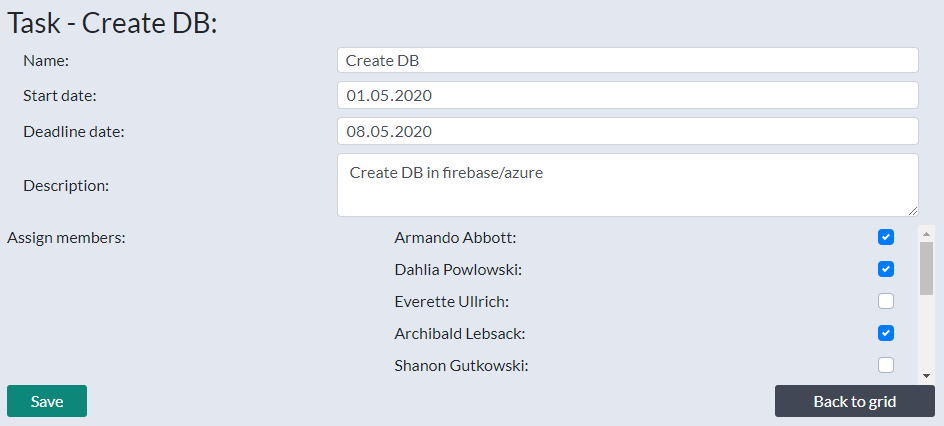 Task - Create DB:
Name: Create DB
Start date: 01.05.2020
Deadline date: 08.05.2020
Description: Create DB in firebase/azure
Assign members: Armando Abbott:
Dahlia Powlowski:
Everette Ullrich:
Archibald Lebsack:
Shanon Gutkowski:
Save Back to grid